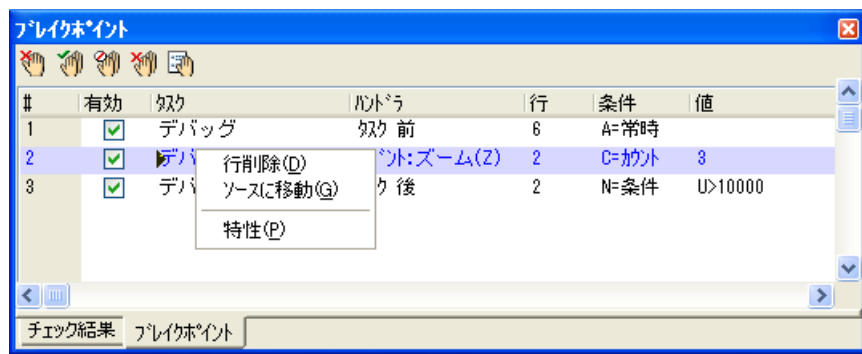 ブレイクポイント
# 有効 タスク ハンドラ 行 条件 値
1 デバッグ タスク 前 6 A=常時
2 デバ ント:ズーム(Z) 2 C=カウント 3
3 デバ ク 後 2 N=条件 U>10000
行削除(D)
ソースに移動(G)
特性(P)
チェック結果 ブレイクポイント